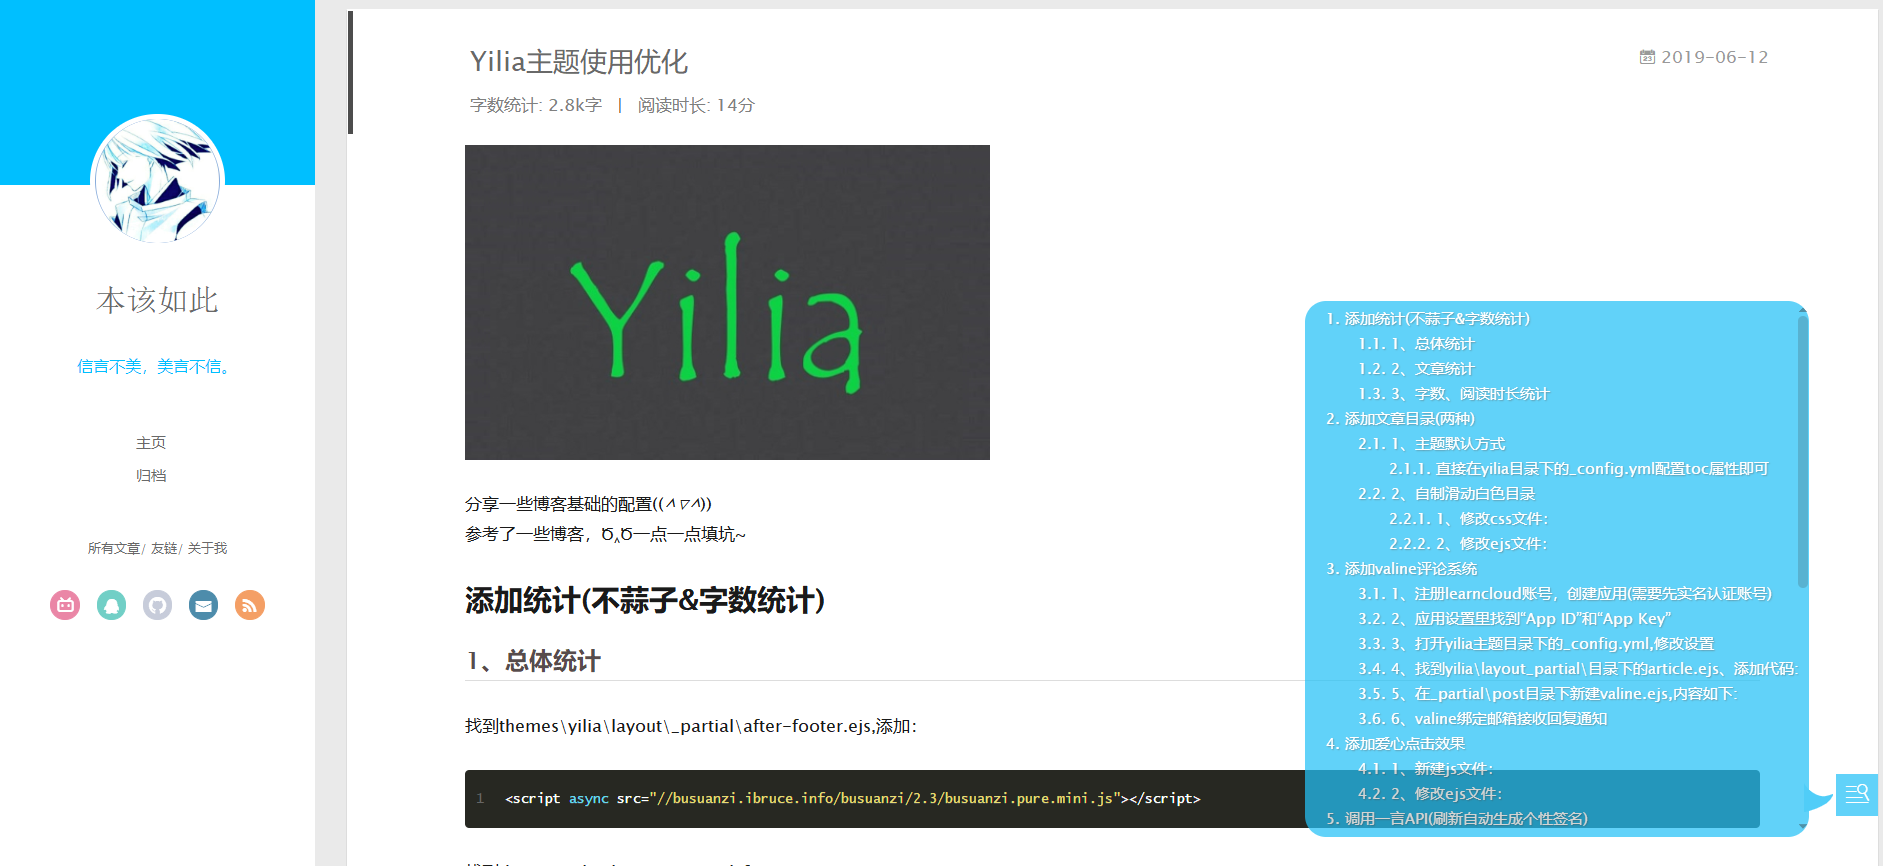 本该如此
信言不美，美言不信。
主页
归档
所有文章/ 友链/ 关于我
Yilia主题使用优化
2019-06-12
字数统计: 2.8k字 | 阅读时长: 14分
Yilia
分享一些博客基础的配置((＾▽＾))
参考了一些博客，Ծ‸Ծ一点一点填坑~
添加统计(不蒜子&字数统计)
1、总体统计
找到themes\yilia\layout\_partial\after-footer.ejs,添加：
1 <script async src="//busuanzi.ibruce.info/busuanzi/2.3/busuanzi.pure.mini.js"></script>
1. 添加统计(不蒜子&字数统计)
1.1. 1、总体统计
1.2. 2、文章统计
1.3. 3、字数、阅读时长统计
2. 添加文章目录(两种)
2.1. 1、主题默认方式
2.1.1. 直接在yilia目录下的_config.yml配置toc属性即可
2.2. 2、自制滑动白色目录
2.2.1. 1、修改css文件：
2.2.2. 2、修改ejs文件：
3. 添加valine评论系统
3.1. 1、注册learncloud账号，创建应用(需要先实名认证账号)
3.2. 2、应用设置里找到“App ID”和“App Key”
3.3. 3、打开yilia主题目录下的_config.yml,修改设置
3.4. 4、找到yilia\layout_partial\目录下的article.ejs、添加代码:
3.5. 5、在_partial\post目录下新建valine.ejs,内容如下:
3.6. 6、valine绑定邮箱接收回复通知
4. 添加爱心点击效果
4.1. 1、新建js文件：
4.2. 2、修改ejs文件：
5. 调用一言API(刷新自动生成个性签名)